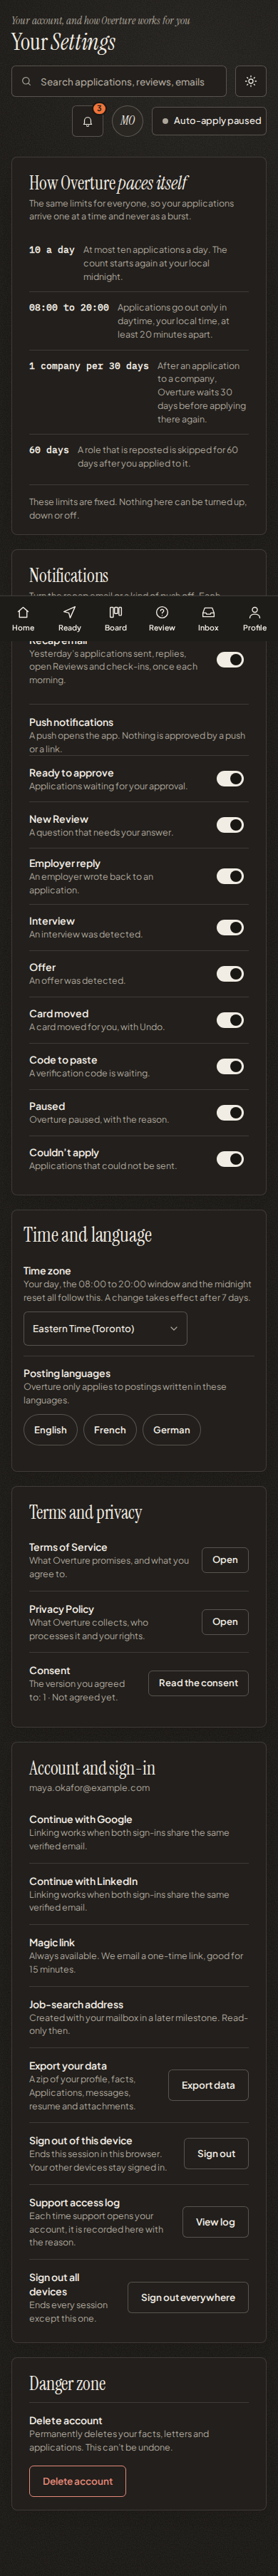 Your account, and how Overture works for you
Your Settings
Search applications, reviews, emails
3
MO
Auto-apply paused
How Overture paces itself
The same limits for everyone, so your applications
arrive one at a time and never as a burst.
10 a day
At most ten applications a day. The
count starts again at your local
midnight.
08:00 to 20:00
Applications go out only in
daytime, your local time, at
least 20 minutes apart.
1 company per 30 days
After an application
to a company,
Overture waits 30
days before applying
there again.
60 days
A role that is reposted is skipped for 60
days after you applied to it.
These limits are fixed. Nothing here can be turned up,
down or off.
Notifications
Home
Ready
Board
Review
Inbox
Profile
Recap email
Yesterday's applications sent, replies,
open Reviews and check-ins, once each
morning.
Push notifications
A push opens the app. Nothing is approved by a push
or a link.
Ready to approve
Applications waiting for your approval.
New Review
A question that needs your answer.
Employer reply
An employer wrote back to an
application.
Interview
An interview was detected.
Offer
An offer was detected.
Card moved
A card moved for you, with Undo.
Code to paste
A verification code is waiting.
Paused
Overture paused, with the reason.
Couldn't apply
Applications that could not be sent.
Time and language
Time zone
Your day, the 08:00 to 20:00 window and the midnight
reset all follow this. A change takes effect after 7 days.
Eastern Time (Toronto)
Posting languages
Overture only applies to postings written in these
languages.
English
French
German
Terms and privacy
Terms of Service
What Overture promises, and what you
agree to.
Open
Privacy Policy
What Overture collects, who
processes it and your rights.
Open
Consent
The version you agreed
to: 1 · Not agreed yet.
Read the consent
Account and sign-in
maya.okafor@example.com
Continue with Google
Linking works when both sign-ins share the same
verified email.
Continue with LinkedIn
Linking works when both sign-ins share the same
verified email.
Magic link
Always available. We email a one-time link, good for
15 minutes.
Job-search address
Created with your mailbox in a later milestone. Read-
only then.
Export your data
A zip of your profile, facts,
Applications, messages,
resume and attachments.
Export data
Sign out of this device
Ends this session in this browser.
Your other devices stay signed in.
Sign out
Support access log
Each time support opens your
account, it is recorded here with
the reason.
View log
Sign out all
devices
Ends every session
except this one.
Sign out everywhere
Danger zone
Delete account
Permanently deletes your facts, letters and
applications. This can't be undone.
Delete account